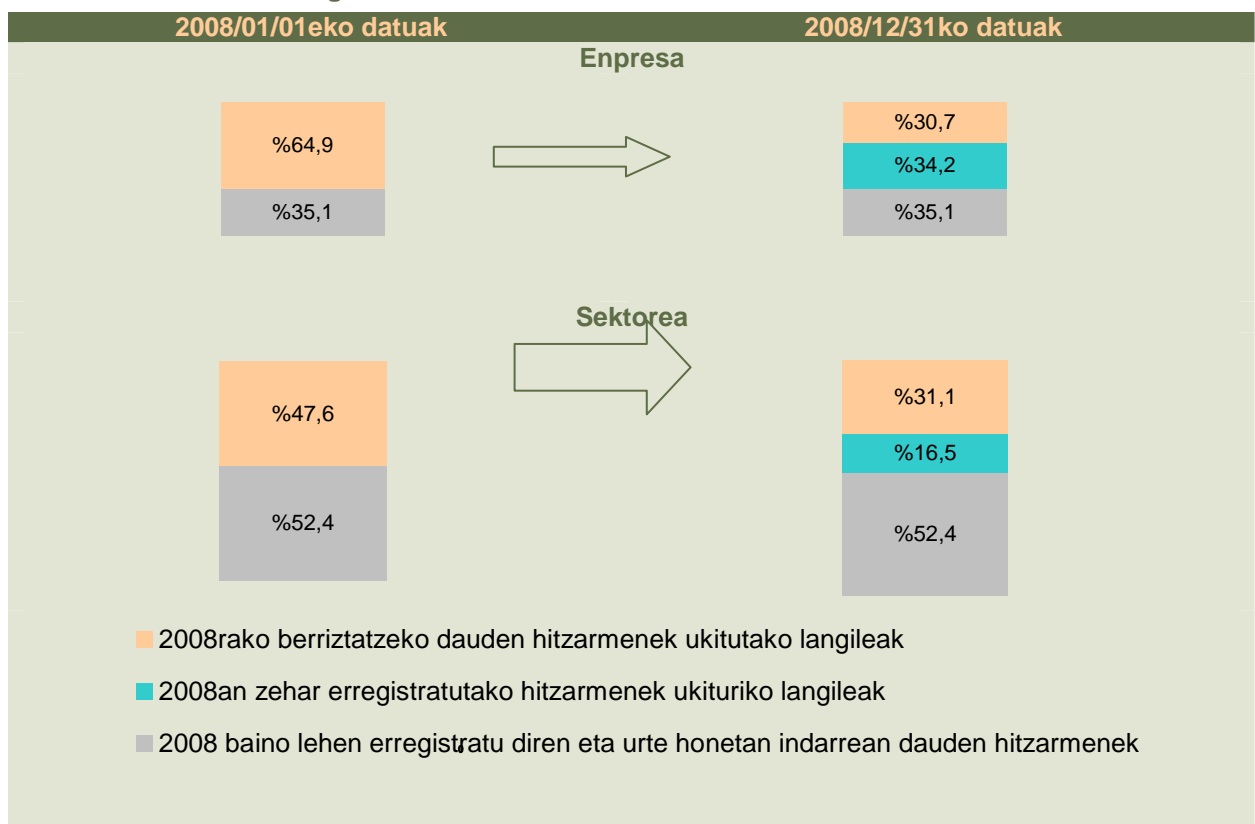 2008/01/01eko datuak 2008/12/31ko datuak
Enpresa
%64,9
%35,1
%30,7
%34,2
%35,1
Sektorea
%47,6
%52,4
%31,1
%16,5
%52,4
2008rako berriztatzeko dauden hitzarmenek ukitutako langileak
2008an zehar erregistratutako hitzarmenek ukituriko langileak
2008 baino lehen erregistratu diren eta urte honetan indarrean dauden hitzarmenek